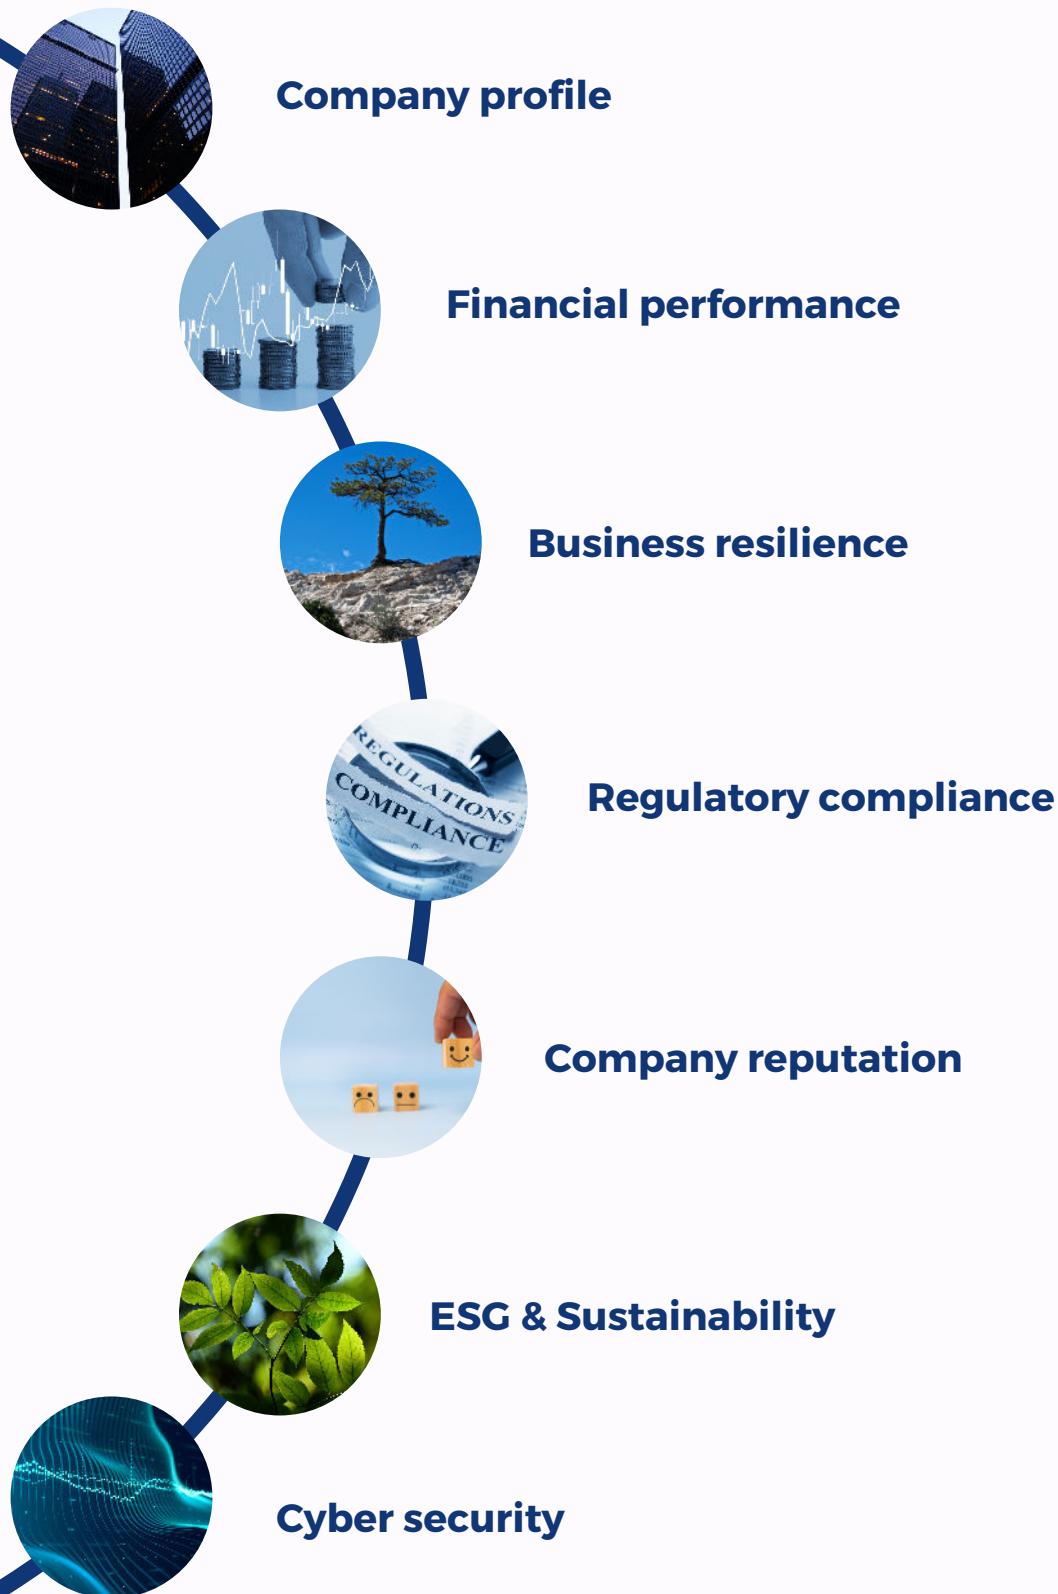 Company profile
Financial performance
Business resilience
REGULATIONS
COMPLIANCE
Regulatory compliance
Company reputation
ESG & Sustainability
Cyber security